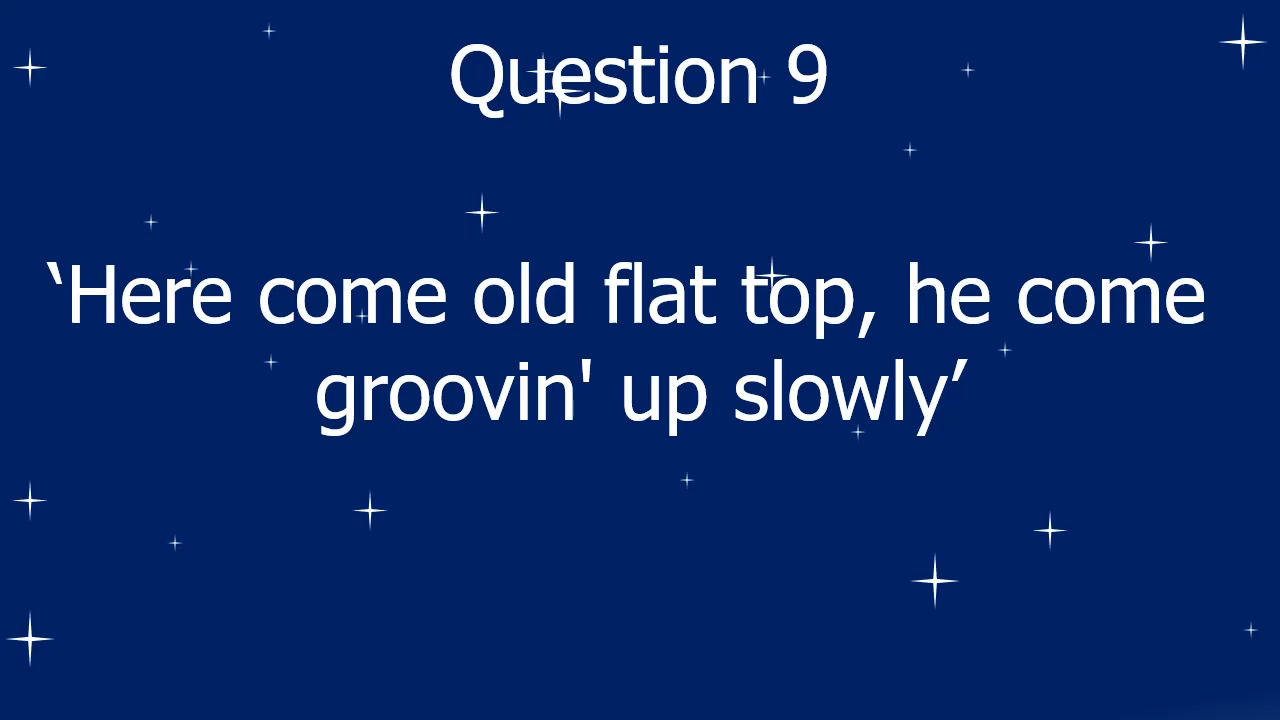 Question 9
‘Here come old flat top, he come
groovin' up slowly’